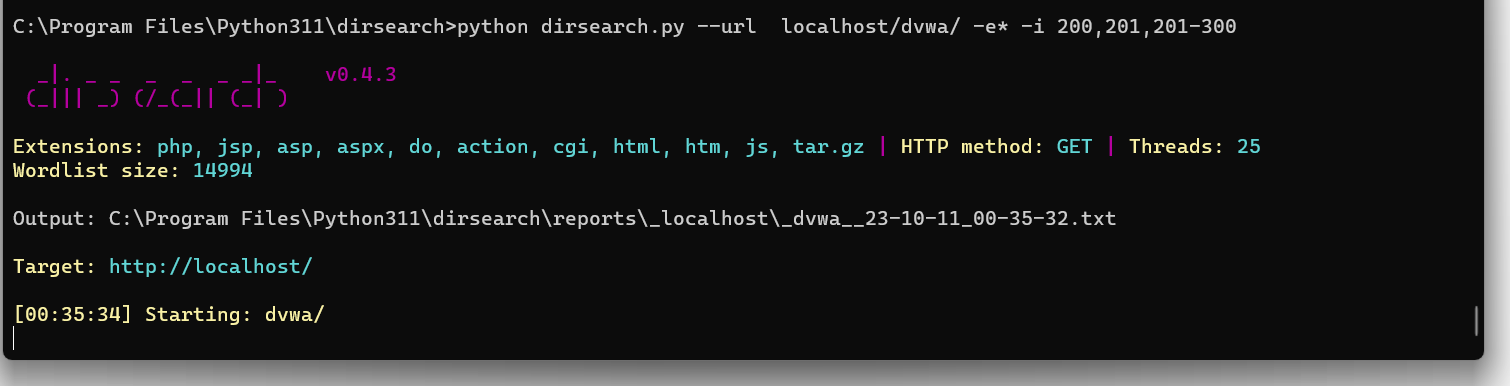 C:\Program Files\Python311\dirsearch>python dirsearch.py --url  localhost/dvwa/ -e* -i 200,201,201-300
  _|. _ _  _  _  _ _|_    v0.4.3
 (_||| _) (/_(_|| (_| )
Extensions: php, jsp, asp, aspx, do, action, cgi, html, htm, js, tar.gz | HTTP method: GET | Threads: 25
Wordlist size: 14994
Output: C:\Program Files\Python311\dirsearch\reports\_localhost\_dvwa__23-10-11_00-35-32.txt
Target: http://localhost/
[00:35:34] Starting: dvwa/